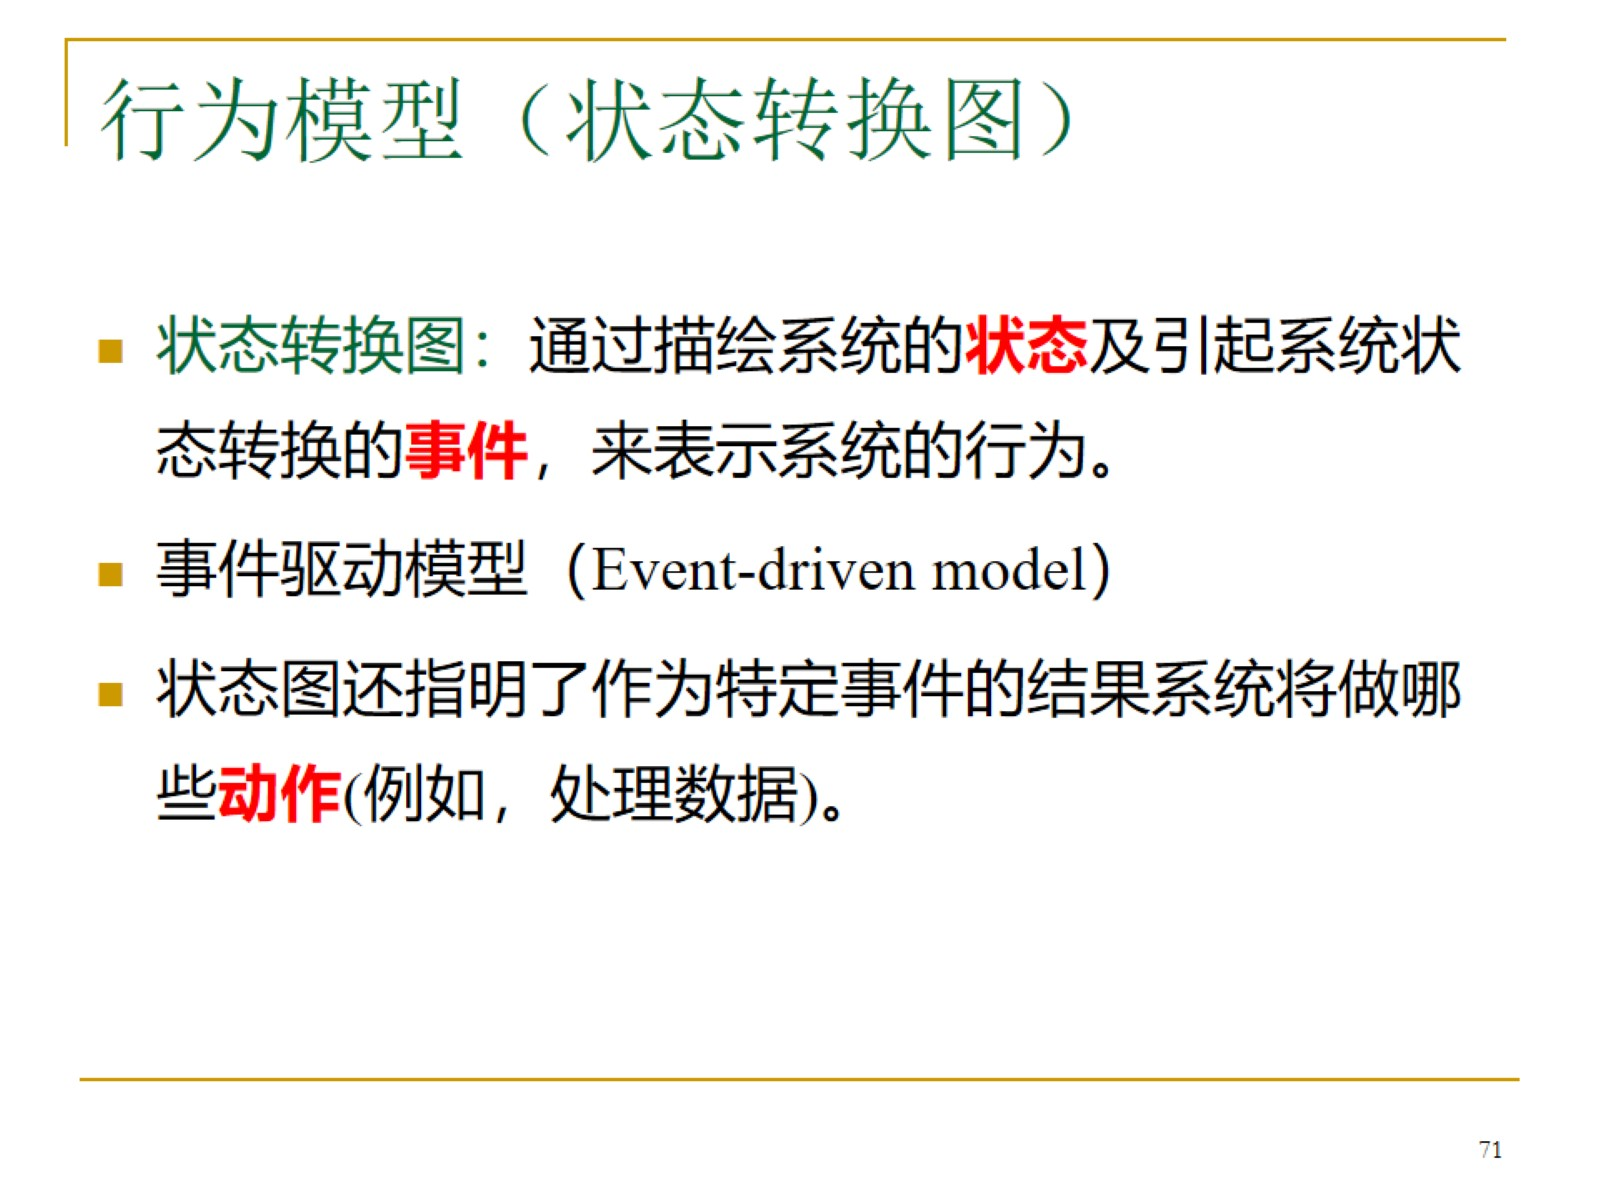 行为模型（状态转换图）
状态转换图：通过描绘系统的状态及引起系统状
态转换的事件，来表示系统的行为。
事件驱动模型（Event-driven model）
状态图还指明了作为特定事件的结果系统将做哪
些动作(例如，处理数据)。
71